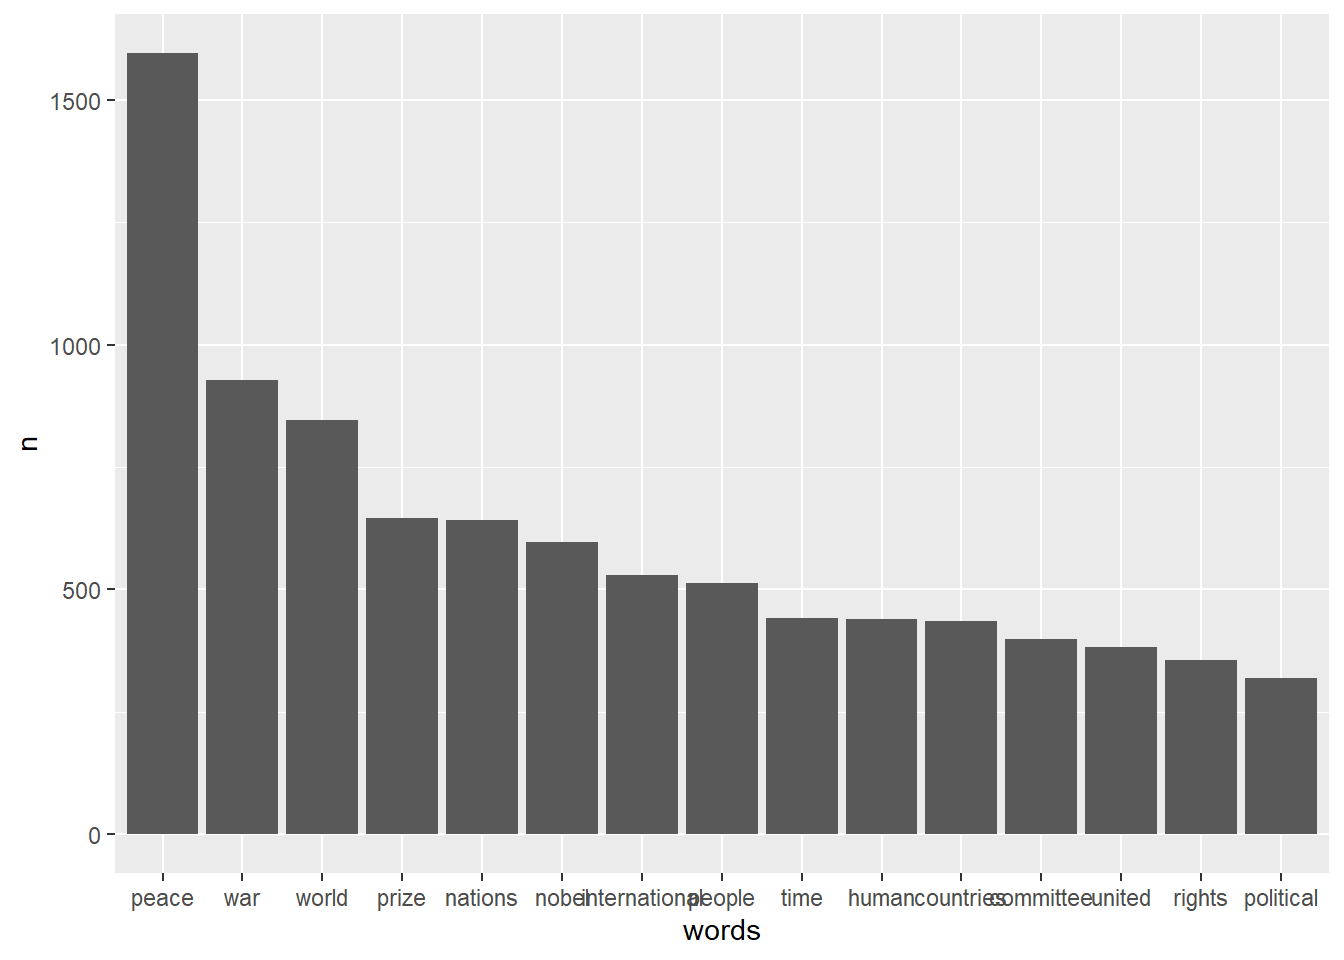 1500
1000
500
0
n
peace war world prize nations nobel international people time human countries committee united rights political
words